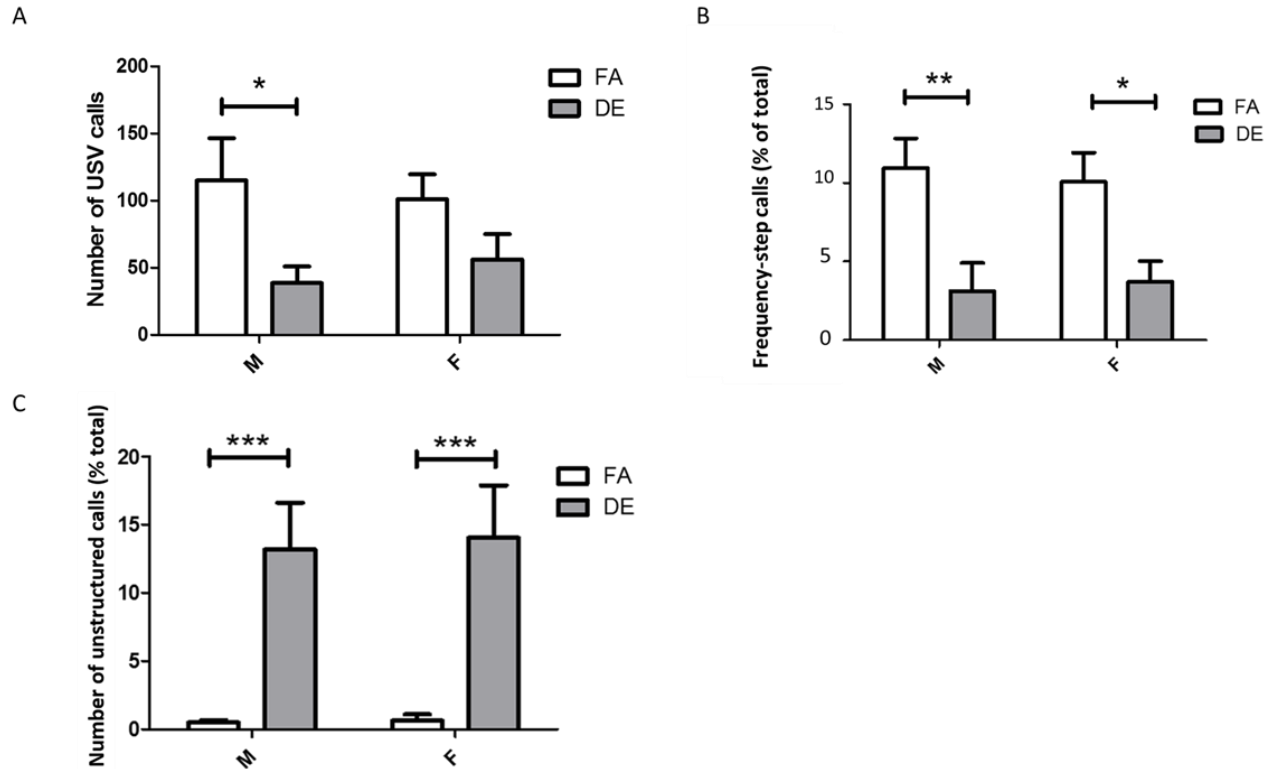 A
Number of USV calls
200
150
100
50
0
*
M
F
FA
DE
B
Frequency-step calls (% of total)
15
10
5
0
**
*
M
F
FA
DE
C
Number of unstructured calls (% total)
20
15
10
5
0
***
***
M
F
FA
DE